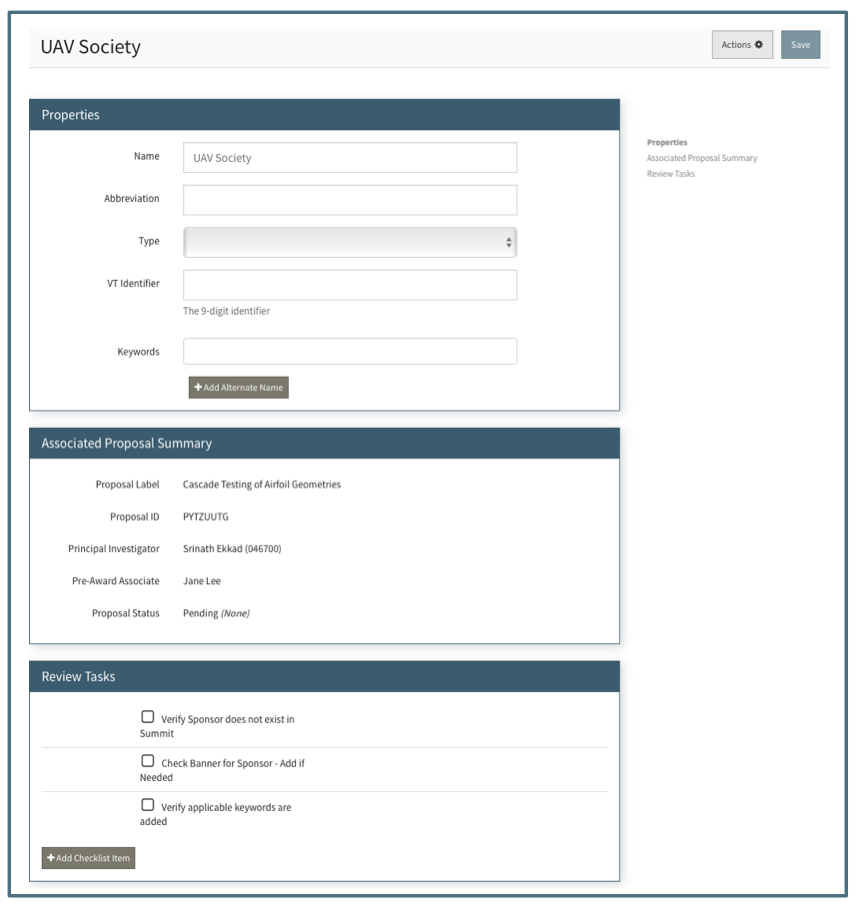 UAV Society
Actions
Save
Properties
Name
UAV Society
Abbreviation
Type
VT Identifier
The 9-digit identifier
Keywords
Add Alternate Name
Properties
Associated Proposal Summary
Review Tasks
Associated Proposal Summary
Proposal Label Cascade Testing of Airfoil Geometries
Proposal ID PYTZUUTG
Principal Investigator Srinath Ekkad (046700)
Pre-Award Associate Jane Lee
Proposal Status Pending (None)
Review Tasks
Verify Sponsor does not exist in
Summit
Check Banner for Sponsor - Add if
Needed
Verify applicable keywords are
added
Add Checklist Item